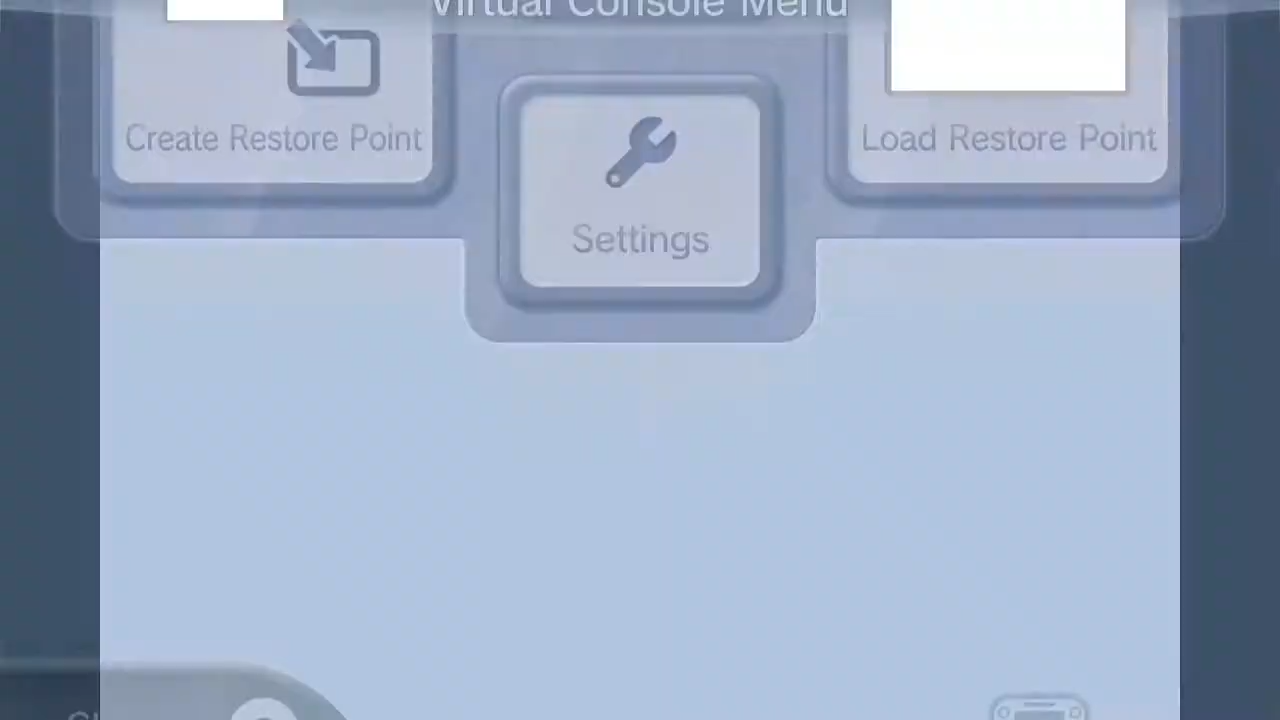 Virtual Console Menu
Create Restore Point
Load Restore Point
Settings